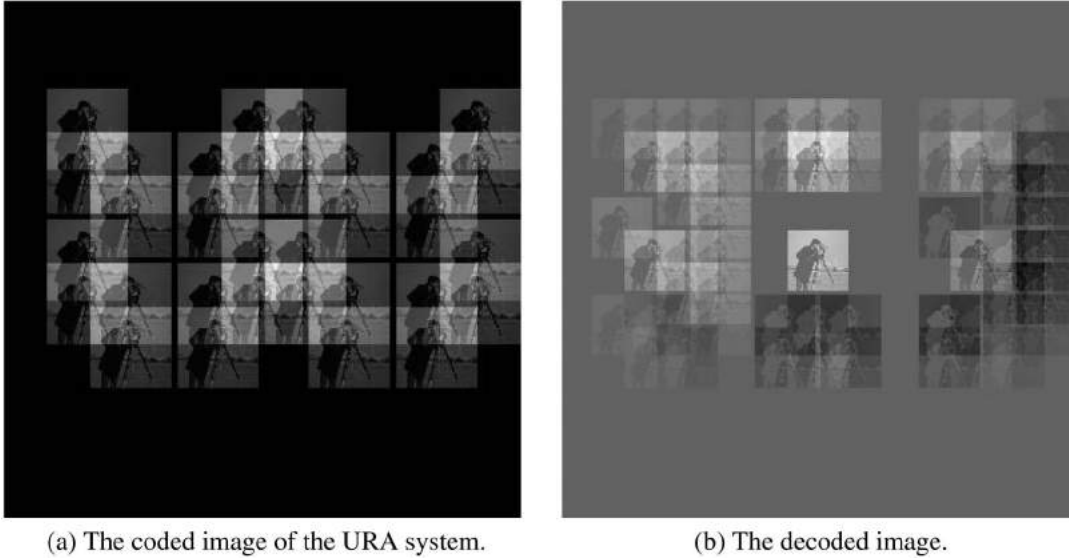 (a) The coded image of the URA system.
(b) The decoded image.